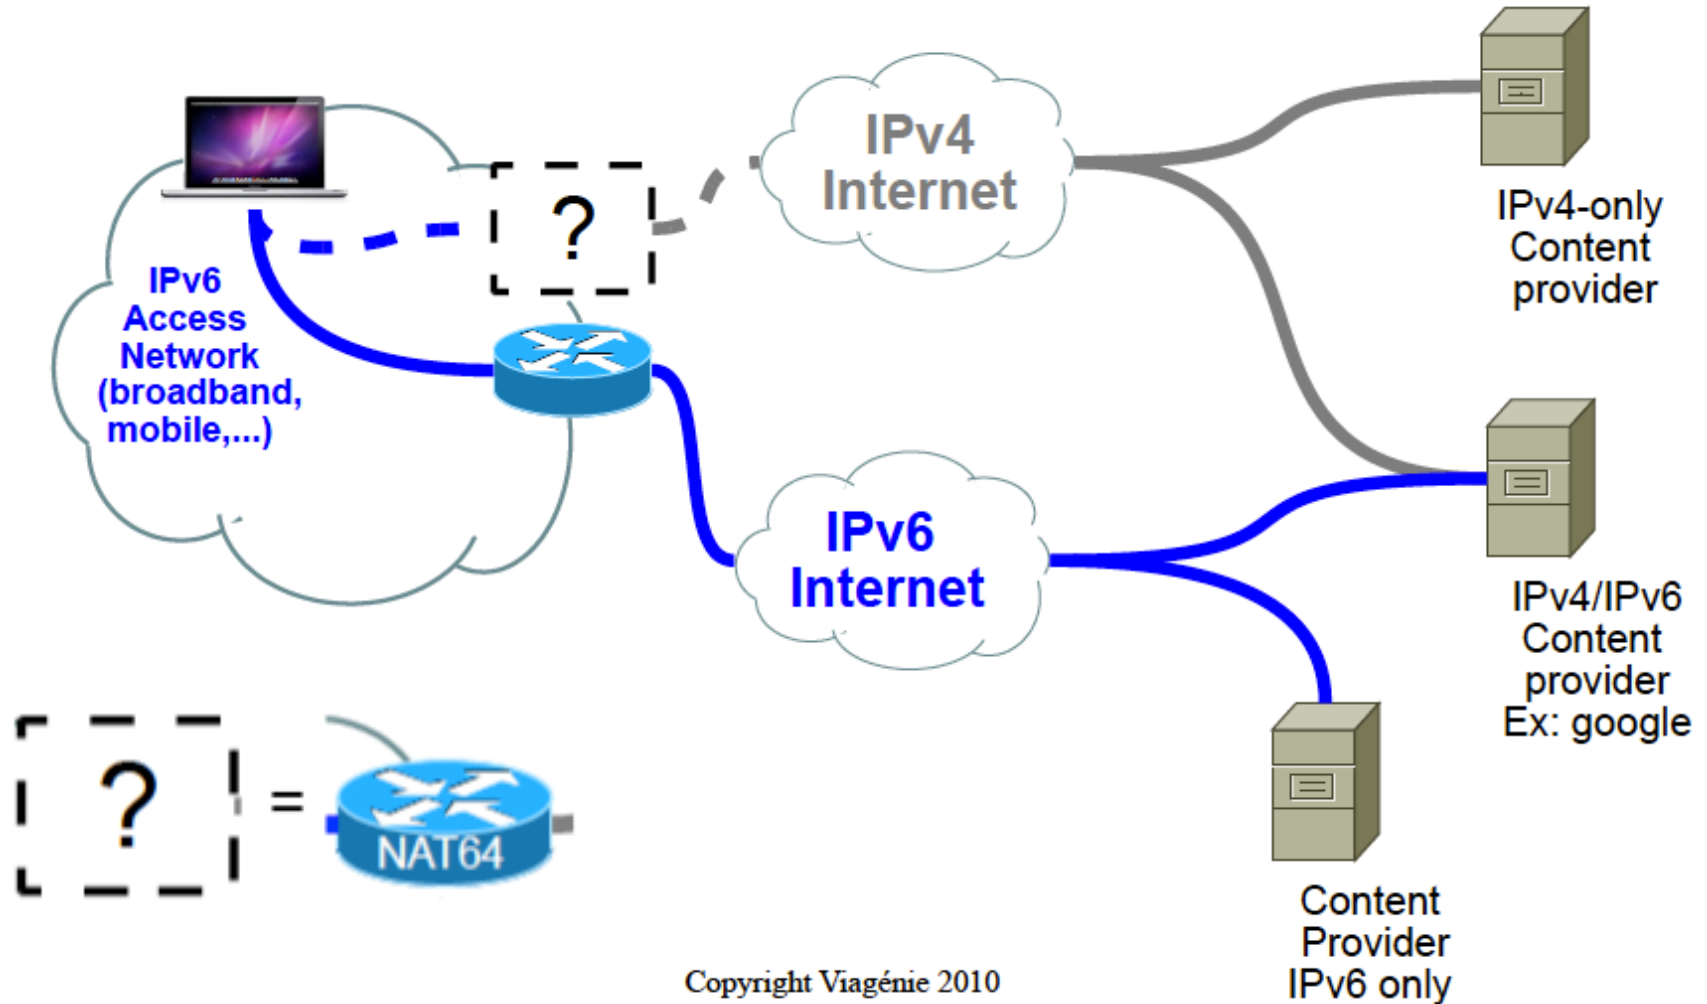 IPv4
Internet
IPv4-only
Content
provider
?
IPv6
Access
Network
(broadband,
mobile,...)
IPv6
Internet
IPv4/IPv6
Content
provider
Ex: google
? =
NAT64
Content
Provider
IPv6 only
Copyright Viagénie 2010